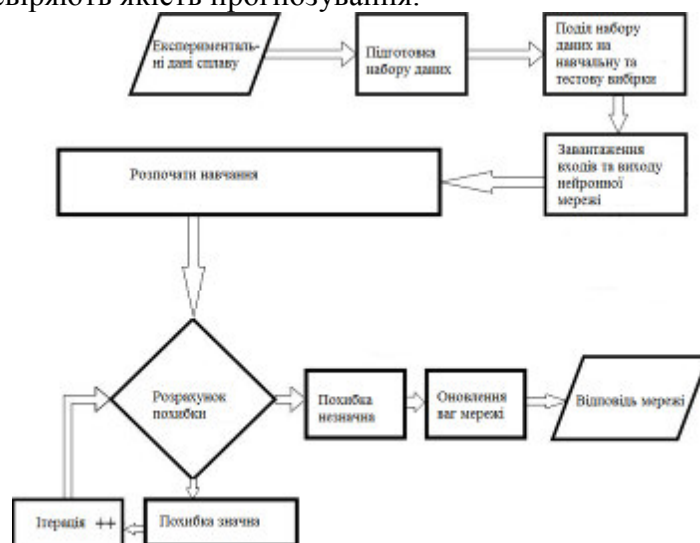 свіряють якість прогнозування.
Експерименталь-
ні дані сплаву
Підготовка
набору даних
Поділ набору
даних на
навчальну та
тестову вибірки
Завантаження
входів та виходу
нейронної
мережі
Розпочати навчання
Розрахунок
похибки
Похибка
незначна
Оновлення
ваг мережі
Відповідь мережі
Ітерація ++
Похибка значна